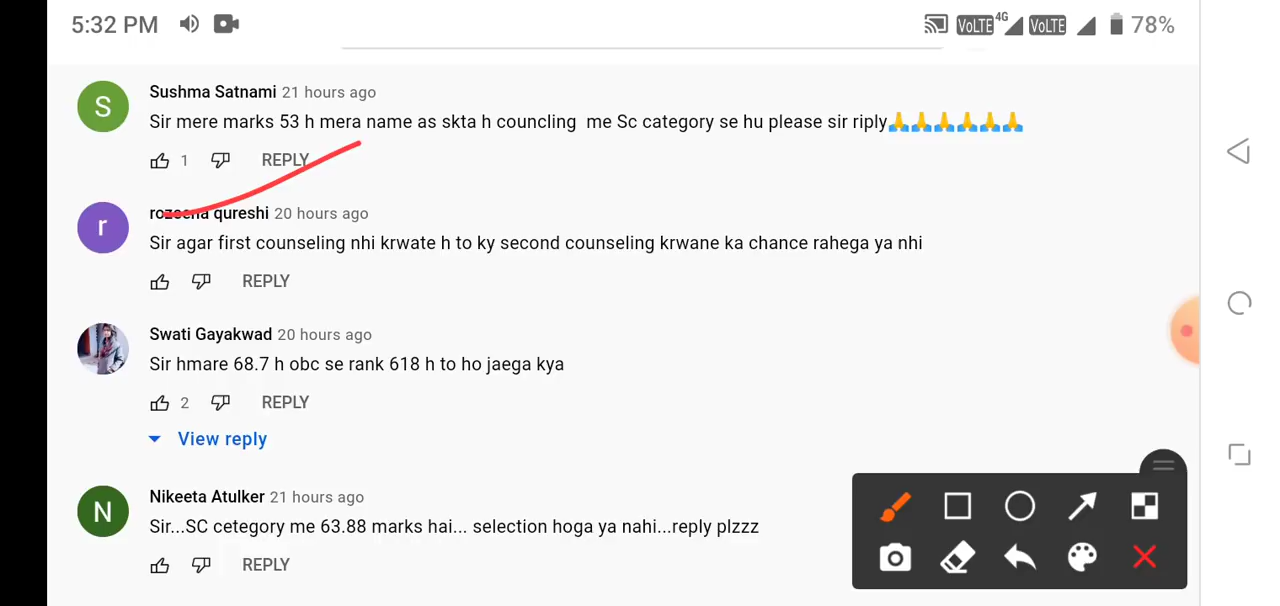 5:32 PM VoLTE 4G VoLTE 78%
S
Sushma Satnami 21 hours ago
Sir mere marks 53 h mera name as skta h councling me Sc category se hu please sir riply🙏🙏🙏🙏🙏🙏
1 REPLY
r
rozeena qureshi 20 hours ago
Sir agar first counseling nhi krwate h to ky second counseling krwane ka chance rahega ya nhi
REPLY
Swati Gayakwad 20 hours ago
Sir hmare 68.7 h obc se rank 618 h to ho jaega kya
2 REPLY
View reply
N
Nikeeta Atulker 21 hours ago
Sir...SC cetegory me 63.88 marks hai... selection hoga ya nahi...reply plzzz
REPLY